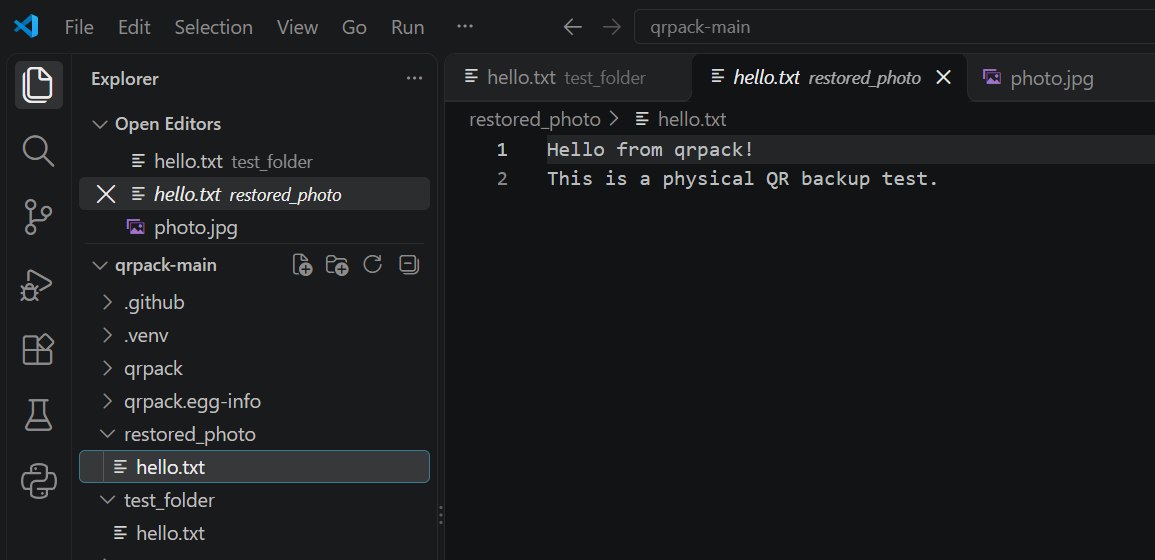 File Edit Selection View Go Run ···
qrpack-main
Explorer ···
Open Editors
hello.txt test_folder
hello.txt restored_photo
photo.jpg
qrpack-main
.github
.venv
qrpack
qrpack.egg-info
restored_photo
hello.txt
test_folder
hello.txt
hello.txt test_folder
hello.txt restored_photo
photo.jpg
restored_photo > hello.txt
1 Hello from qrpack!
2 This is a physical QR backup test.